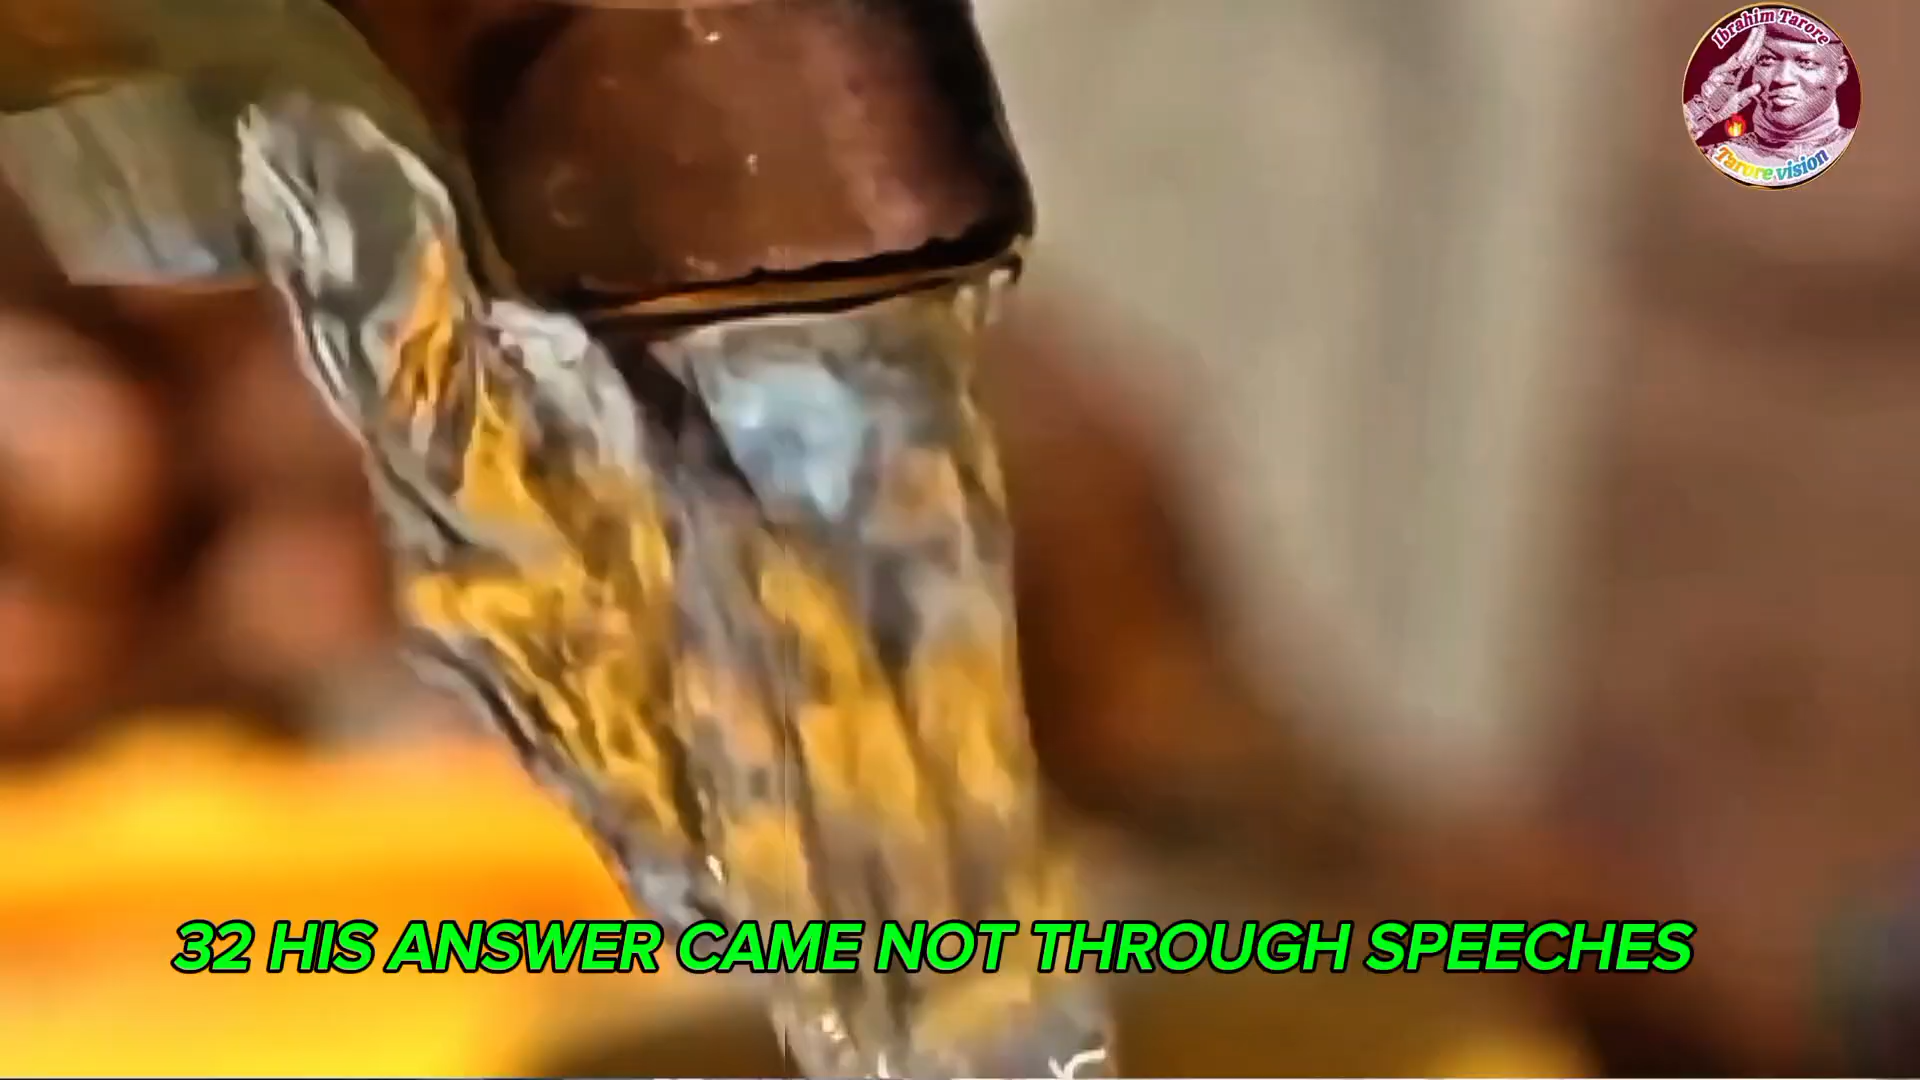 Ibrahim Tarore
Tarore vision
32 HIS ANSWER CAME NOT THROUGH SPEECHES